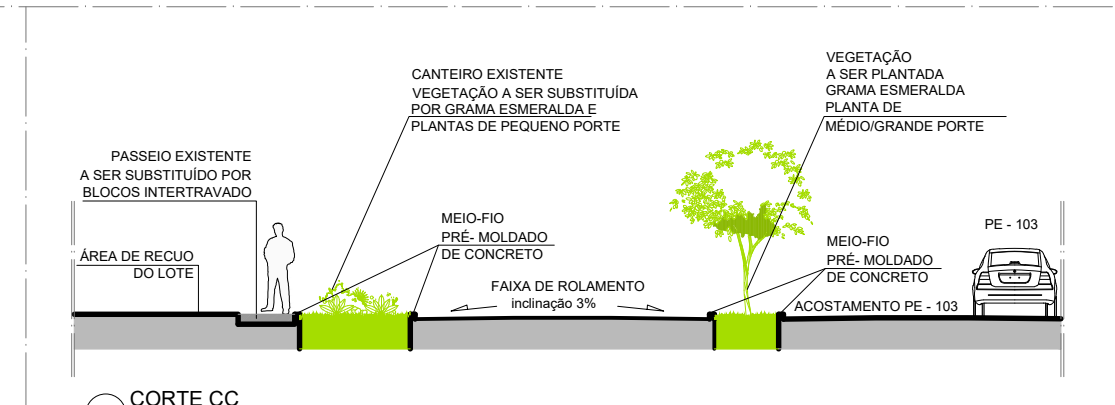 CANTEIRO EXISTENTE
VEGETAÇÃO A SER SUBSTITUÍDA
POR GRAMA ESMERALDA E
PLANTAS DE PEQUENO PORTE
VEGETAÇÃO
A SER PLANTADA
GRAMA ESMERALDA
PLANTA DE
MÉDIO/GRANDE PORTE
PASSEIO EXISTENTE
A SER SUBSTITUÍDO POR
BLOCOS INTERTRAVADO
MEIO-FIO
PRÉ- MOLDADO
DE CONCRETO
PE - 103
MEIO-FIO
PRÉ- MOLDADO
DE CONCRETO
ÁREA DE RECUO
DO LOTE
FAIXA DE ROLAMENTO
inclinação 3%
ACOSTAMENTO PE - 103
CORTE CC